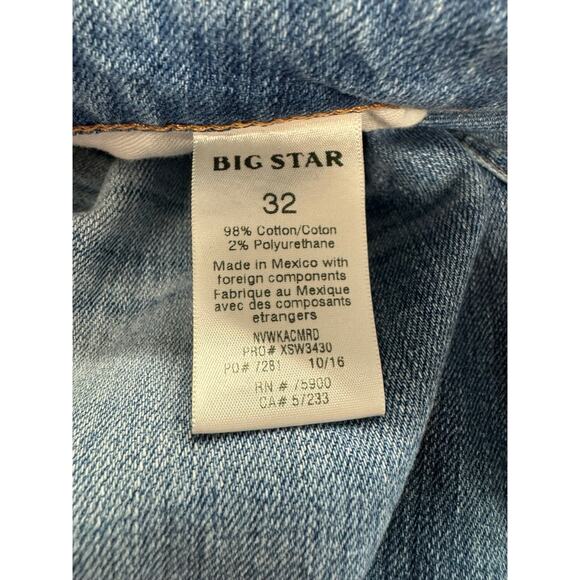 BIG STAR
32
98% Cotton/Coton
2% Polyurethane
Made in Mexico with
foreign components
Fabrique au Mexique
avec des composants
etrangers
NVWKACMRD
PRO# XSW3430
PO# 7281 10/16
RN # 75900
CA# 57233